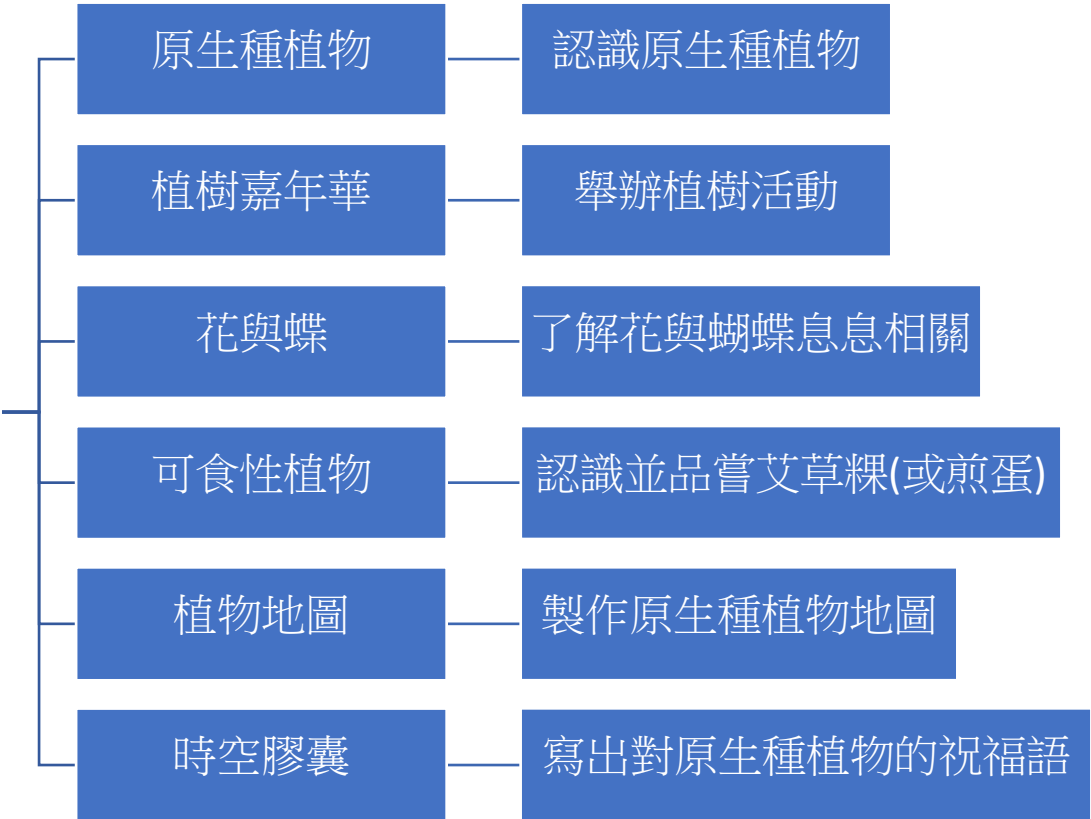 原生種植物
認識原生種植物
植樹嘉年華
舉辦植樹活動
花與蝶
了解花與蝴蝶息息相關
可食性植物
認識並品嘗艾草粿(或煎蛋)
植物地圖
製作原生種植物地圖
時空膠囊
寫出對原生種植物的祝福語